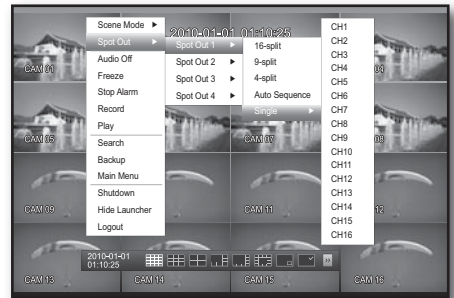 2010-01-01 01:10:25
Scene Mode
Spot Out
Audio Off
Freeze
Stop Alarm
Record
Play
Search
Backup
Main Menu
Shutdown
Hide Launcher
Logout
Spot Out 1
Spot Out 2
Spot Out 3
Spot Out 4
16-split
9-split
4-split
Auto Sequence
Single
CH1
CH2
CH3
CH4
CH5
CH6
CH7
CH8
CH9
CH10
CH11
CH12
CH13
CH14
CH15
CH16
CAM 01
04
CAM 05
CAM 07
08
CAM 09
CAM 11
12
2010-01-01
01:10:25
CAM 13
CAM 14
CAM 15
CAM 16